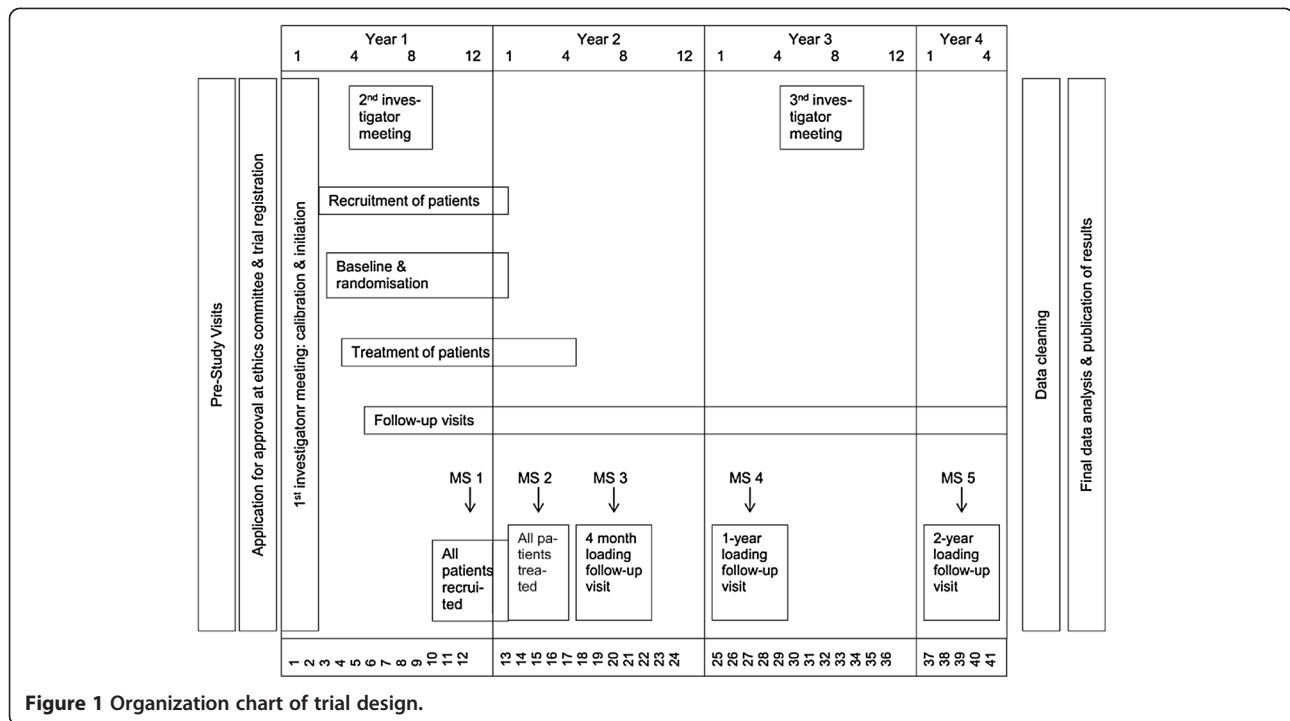 Year 1
Year 2
Year 3
Year 4
1 4 8 12
1 4 8 12
1 4 8 12
1 4
Pre-Study Visits
Application for approval at ethics committee & trial registration
1st investigatonr meeting: calibration & initiation
2nd inves-
tigator
meeting
3nd inves-
tigator
meeting
Recruitment of patients
Baseline &
randomisation
Treatment of patients
Follow-up visits
MS 1
MS 2
MS 3
MS 4
MS 5
All
patients
recrui-
ted
All pa-
tients
trea-
ted
4 month
loading
follow-up
visit
1-year
loading
follow-up
visit
2-year
loading
follow-up
visit
Data cleaning
Final data analysis & publication of results
1 2 3 4 5 6 7 8 9 10 11 12
13 14 15 16 17 18 19 20 21 22 23 24
25 26 27 28 29 30 31 32 33 34 35 36
37 38 39 40 41
Figure 1 Organization chart of trial design.